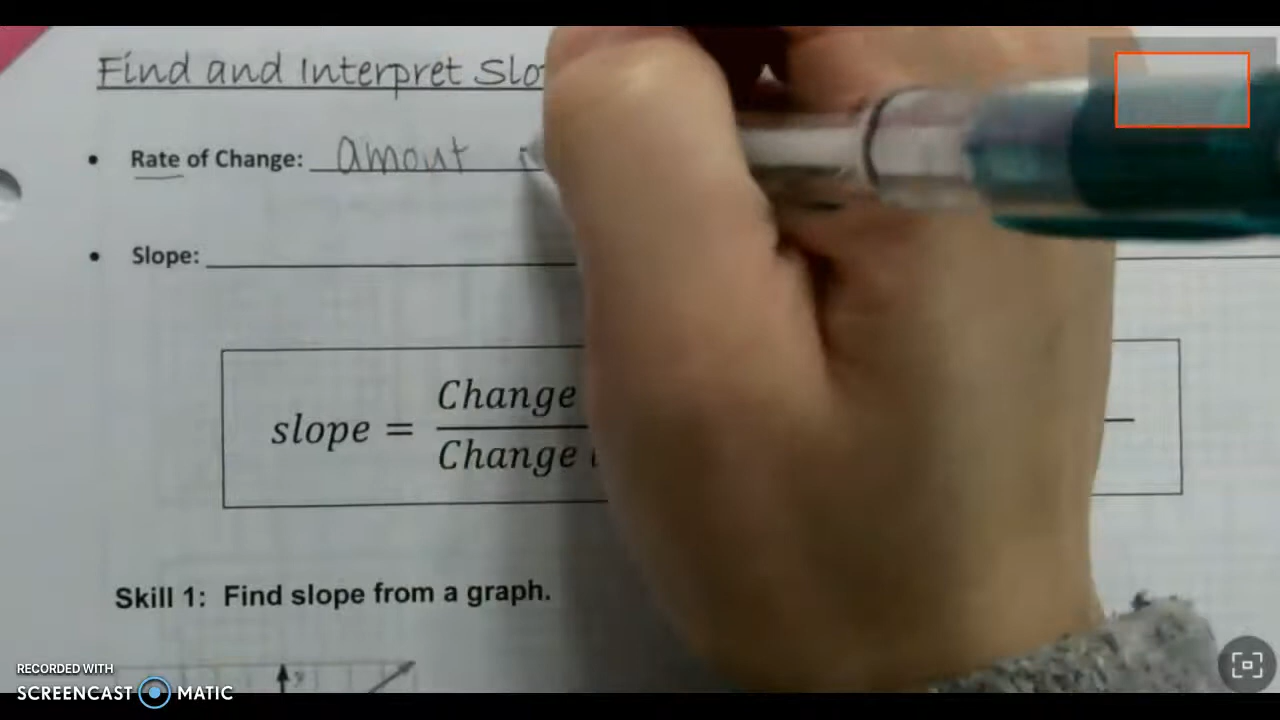 Find and Interpret Slo
Rate of Change: amout
Slope:
slope = Change
Change
Skill 1: Find slope from a graph.
y
RECORDED WITH
SCREENCAST MATIC